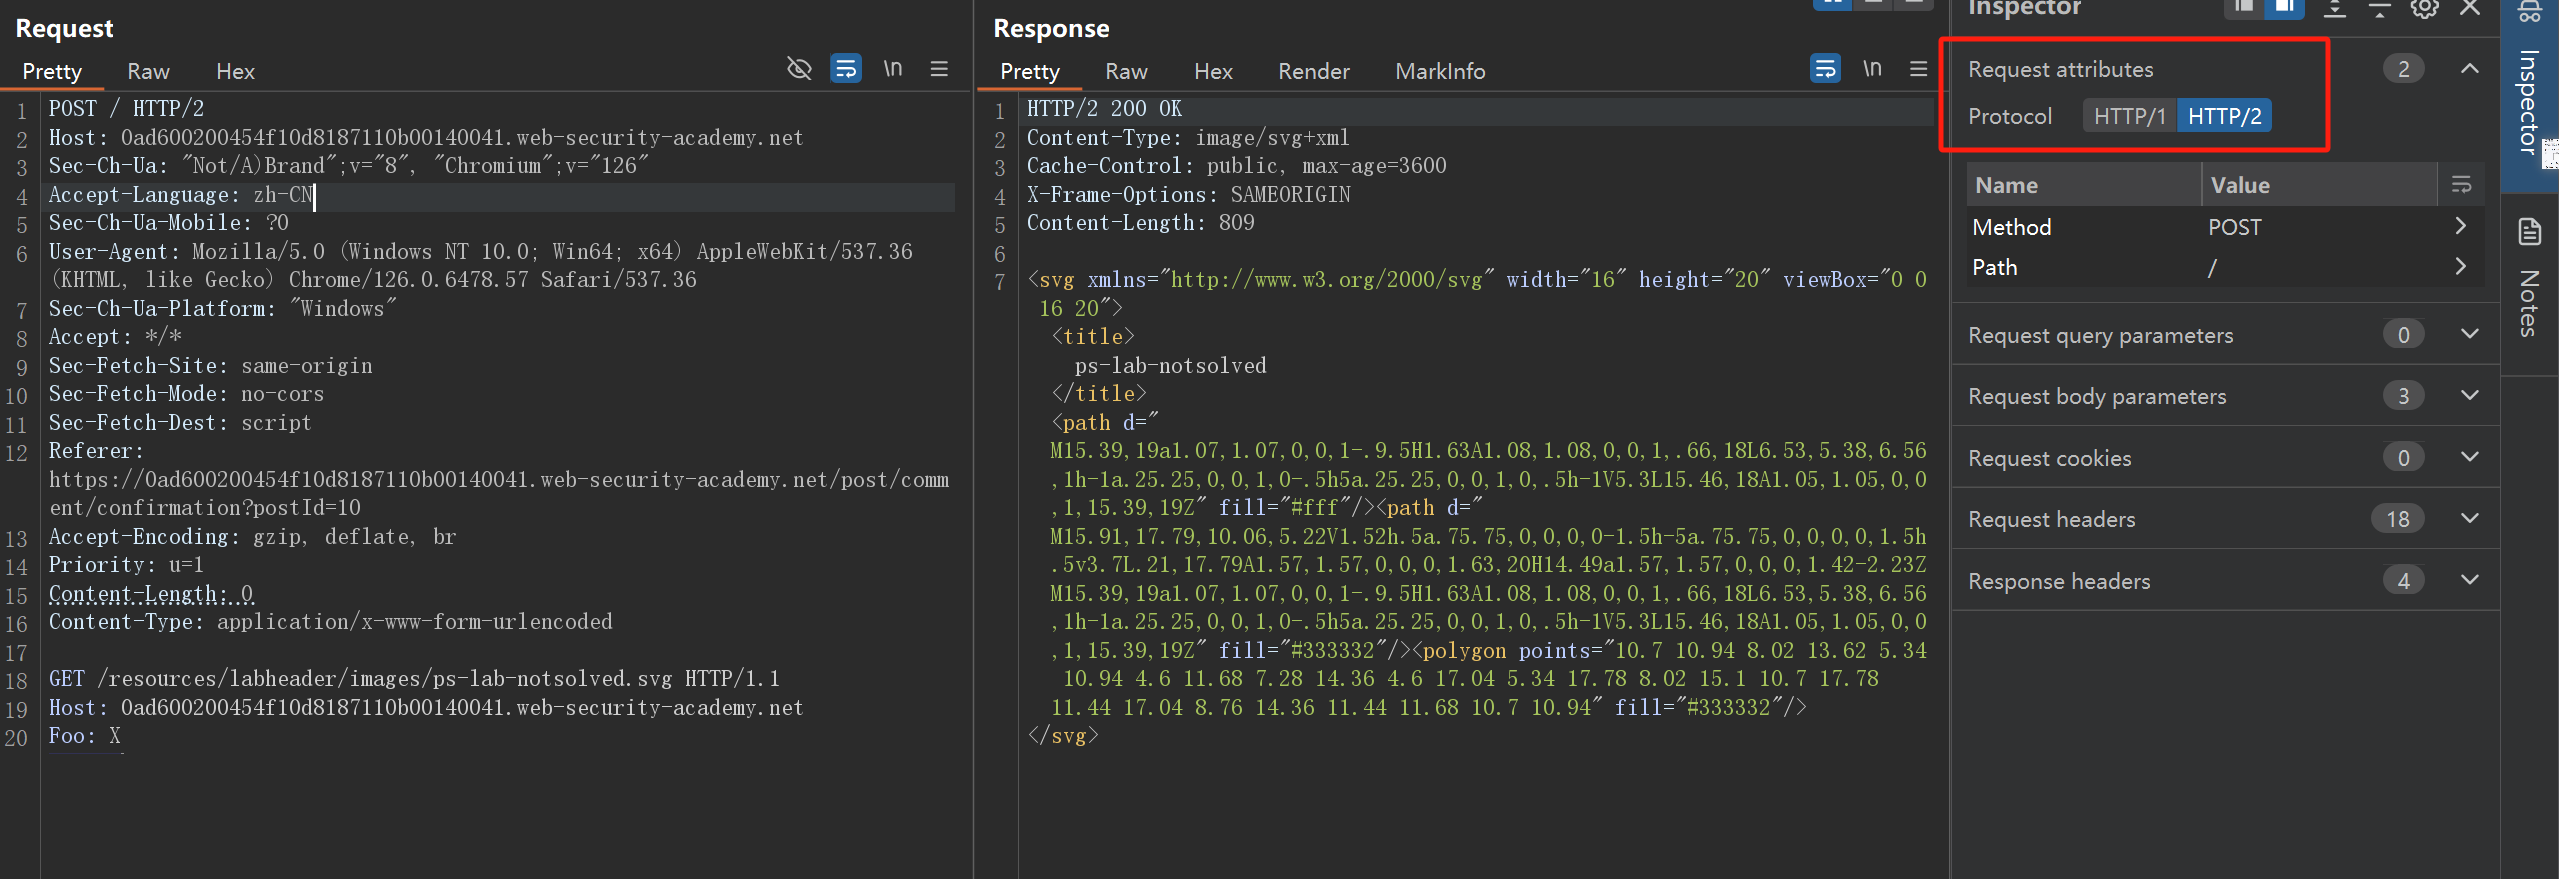 Request
Pretty Raw Hex \n
1 POST / HTTP/2
2 Host: 0ad600200454f10d8187110b00140041.web-security-academy.net
3 Sec-Ch-Ua: "Not/A)Brand";v="8", "Chromium";v="126"
4 Accept-Language: zh-CN
5 Sec-Ch-Ua-Mobile: ?0
6 User-Agent: Mozilla/5.0 (Windows NT 10.0; Win64; x64) AppleWebKit/537.36
(KHTML, like Gecko) Chrome/126.0.6478.57 Safari/537.36
7 Sec-Ch-Ua-Platform: "Windows"
8 Accept: */*
9 Sec-Fetch-Site: same-origin
10 Sec-Fetch-Mode: no-cors
11 Sec-Fetch-Dest: script
12 Referer:
https://0ad600200454f10d8187110b00140041.web-security-academy.net/post/comm
ent/confirmation?postId=10
13 Accept-Encoding: gzip, deflate, br
14 Priority: u=1
15 Content-Length: 0
16 Content-Type: application/x-www-form-urlencoded
17
18 GET /resources/labheader/images/ps-lab-notsolved.svg HTTP/1.1
19 Host: 0ad600200454f10d8187110b00140041.web-security-academy.net
20 Foo: X
Response
Pretty Raw Hex Render MarkInfo \n
1 HTTP/2 200 OK
2 Content-Type: image/svg+xml
3 Cache-Control: public, max-age=3600
4 X-Frame-Options: SAMEORIGIN
5 Content-Length: 809
6
7 <svg xmlns="http://www.w3.org/2000/svg" width="16" height="20" viewBox="0 0
16 20">
<title>
ps-lab-notsolved
</title>
<path d="
M15.39,19a1.07,1.07,0,0,1-.9.5H1.63A1.08,1.08,0,0,1,.66,18L6.53,5.38,6.56
,1h-1a.25.25,0,0,1,0-.5h5a.25.25,0,0,1,0,.5h-1V5.3L15.46,18A1.05,1.05,0,0
,1,15.39,19Z" fill="#fff"/><path d="
M15.91,17.79,10.06,5.22V1.52h.5a.75.75,0,0,0,0-1.5h-5a.75.75,0,0,0,0,1.5h
.5v3.7L.21,17.79A1.57,1.57,0,0,0,1.63,20H14.49a1.57,1.57,0,0,0,1.42-2.23Z
M15.39,19a1.07,1.07,0,0,1-.9.5H1.63A1.08,1.08,0,0,1,.66,18L6.53,5.38,6.56
,1h-1a.25.25,0,0,1,0-.5h5a.25.25,0,0,1,0,.5h-1V5.3L15.46,18A1.05,1.05,0,0
,1,15.39,19Z" fill="#333332"/><polygon points="10.7 10.94 8.02 13.62 5.34
10.94 4.6 11.68 7.28 14.36 4.6 17.04 5.34 17.78 8.02 15.1 10.7 17.78
11.44 17.04 8.76 14.36 11.44 11.68 10.7 10.94" fill="#333332"/>
</svg>
Inspector
Request attributes 2
Protocol HTTP/1 HTTP/2
Name Value
Method POST
Path /
Request query parameters 0
Request body parameters 3
Request cookies 0
Request headers 18
Response headers 4
Inspector
Notes